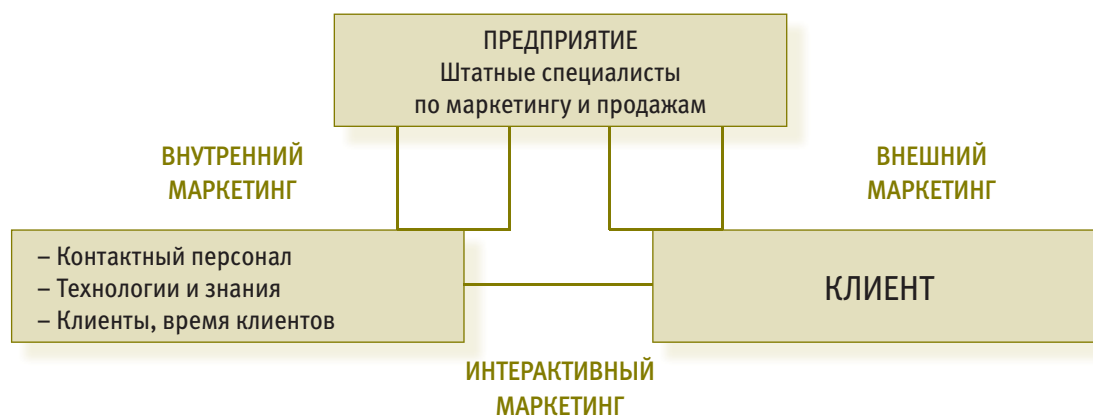 ПРЕДПРИЯТИЕ
Штатные специалисты
по маркетингу и продажам
ВНУТРЕННИЙ
МАРКЕТИНГ
ВНЕШНИЙ
МАРКЕТИНГ
– Контактный персонал
– Технологии и знания
– Клиенты, время клиентов
КЛИЕНТ
ИНТЕРАКТИВНЫЙ
МАРКЕТИНГ